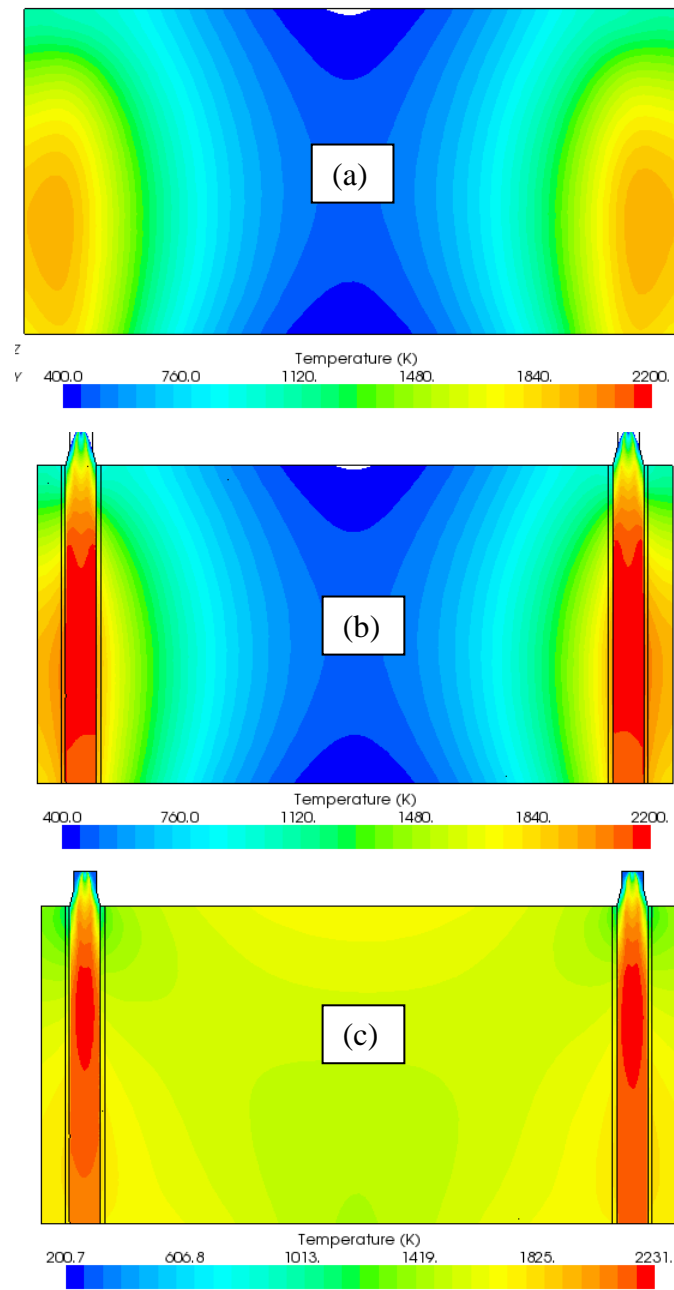 (a)
Z
Y
Temperature (K)
400.0 760.0 1120. 1480. 1840. 2200.
(b)
Temperature (K)
400.0 760.0 1120. 1480. 1840. 2200.
(c)
Temperature (K)
200.7 606.8 1013. 1419. 1825. 2231.